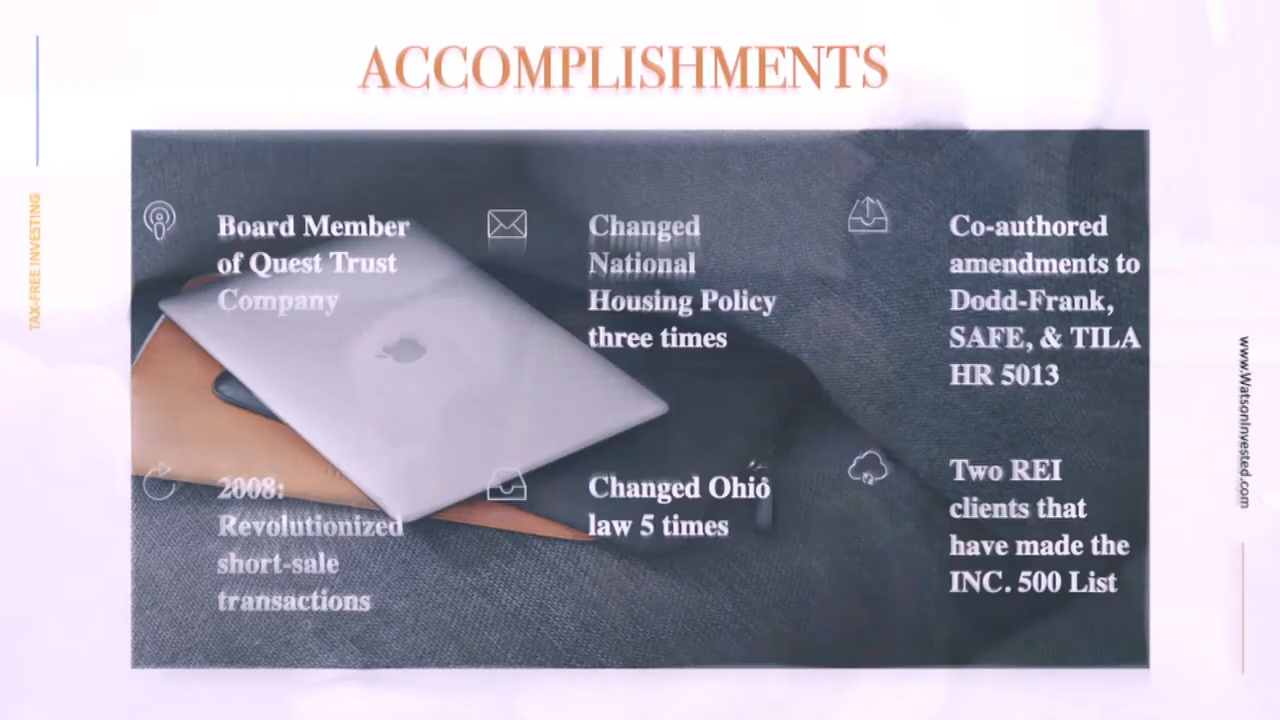 ACCOMPLISHMENTS
TAX-FREE INVESTING
Board Member
of Quest Trust
Company
Changed
National
Housing Policy
three times
Co-authored
amendments to
Dodd-Frank,
SAFE, & TILA
HR 5013
2008:
Revolutionized
short-sale
transactions
Changed Ohio
law 5 times
Two REI
clients that
have made the
INC. 500 List
www.WatsonInvested.com